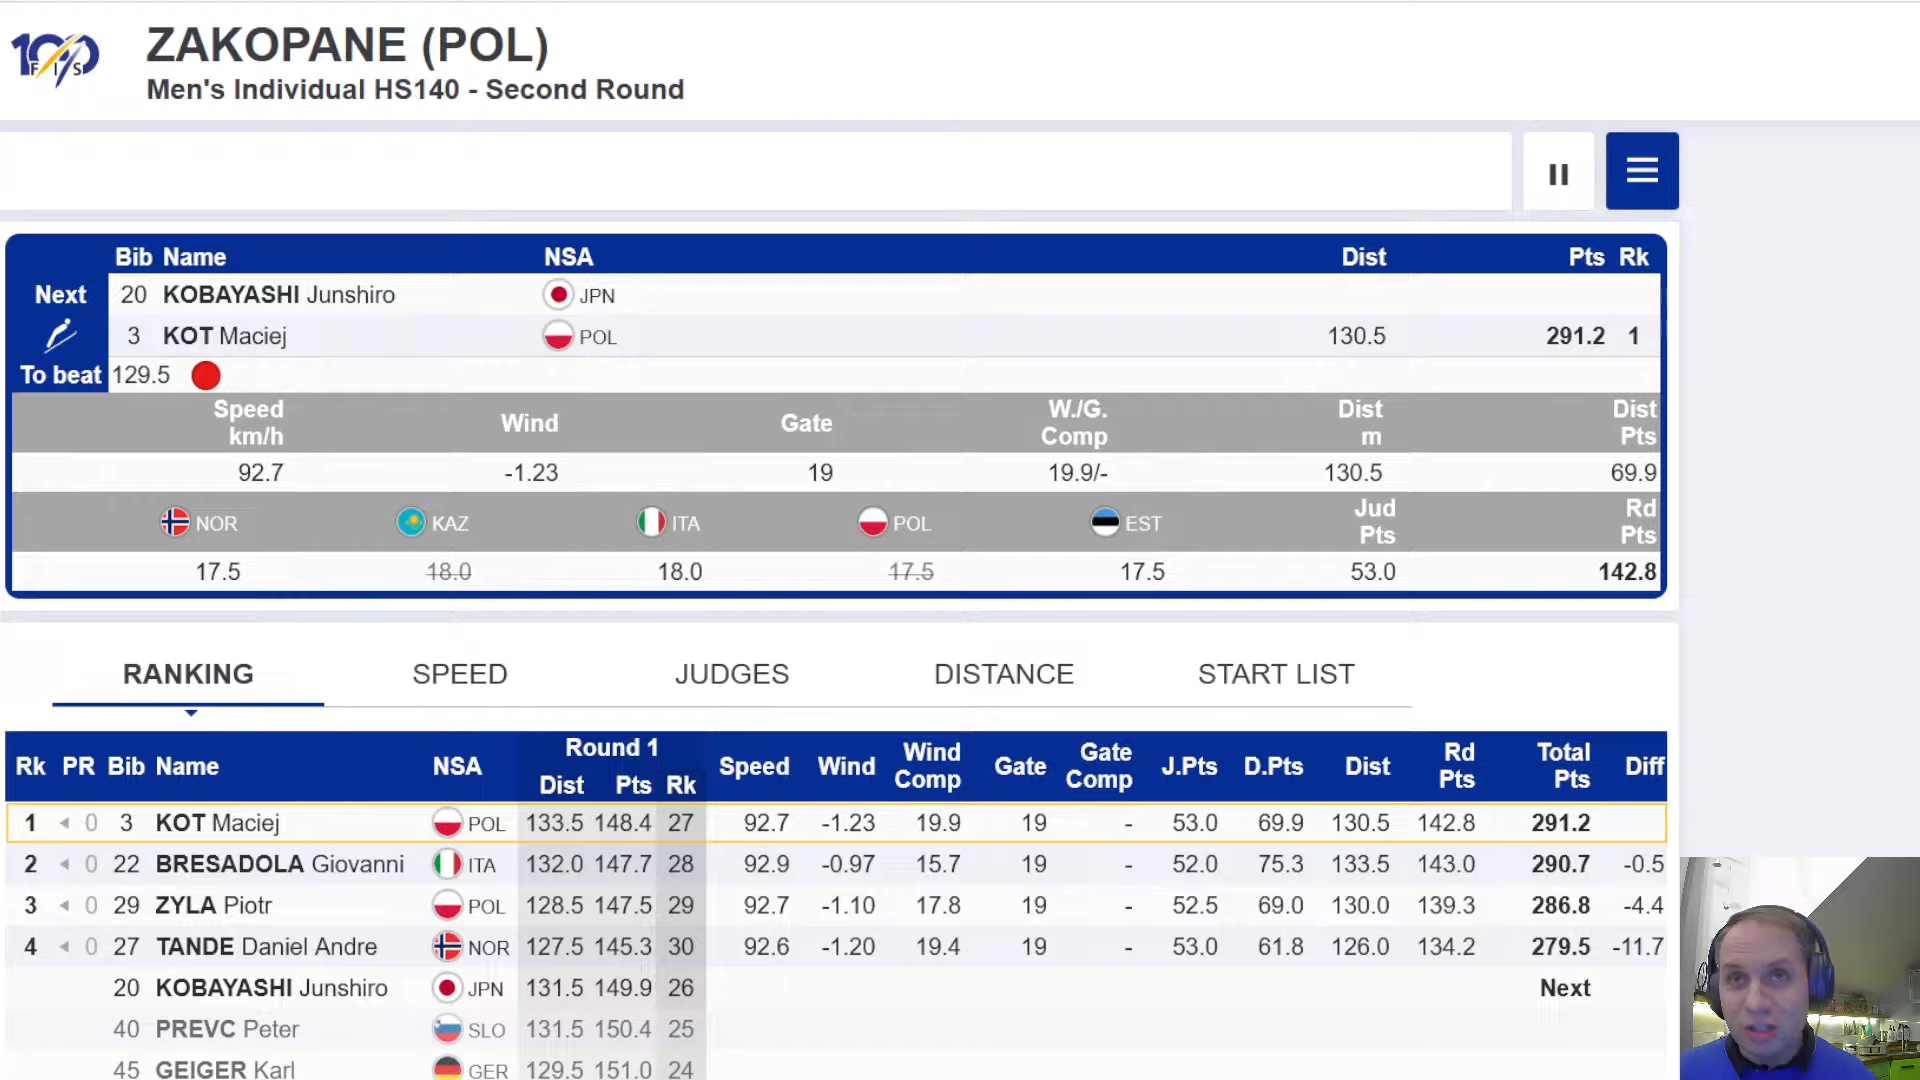 100
FIS
ZAKOPANE (POL)
Men's Individual HS140 - Second Round
Bib Name NSA Dist Pts Rk
Next 20 KOBAYASHI Junshiro JPN
3 KOT Maciej POL 130.5 291.2 1
To beat 129.5
Speed km/h Wind Gate W./G. Comp Dist m Dist Pts
92.7 -1.23 19 19.9/- 130.5 69.9
NOR KAZ ITA POL EST Jud Pts Rd Pts
17.5 18.0 18.0 17.5 17.5 53.0 142.8
RANKING SPEED JUDGES DISTANCE START LIST
Rk PR Bib Name NSA Round 1 Dist Pts Rk Speed Wind Wind Comp Gate Gate Comp J.Pts D.Pts Dist Rd Pts Total Pts Diff
1 0 3 KOT Maciej POL 133.5 148.4 27 92.7 -1.23 19.9 19 - 53.0 69.9 130.5 142.8 291.2
2 0 22 BRESADOLA Giovanni ITA 132.0 147.7 28 92.9 -0.97 15.7 19 - 52.0 75.3 133.5 143.0 290.7 -0.5
3 0 29 ZYLA Piotr POL 128.5 147.5 29 92.7 -1.10 17.8 19 - 52.5 69.0 130.0 139.3 286.8 -4.4
4 0 27 TANDE Daniel Andre NOR 127.5 145.3 30 92.6 -1.20 19.4 19 - 53.0 61.8 126.0 134.2 279.5 -11.7
20 KOBAYASHI Junshiro JPN 131.5 149.9 26 Next
40 PREVC Peter SLO 131.5 150.4 25
45 GEIGER Karl GER 129.5 151.0 24